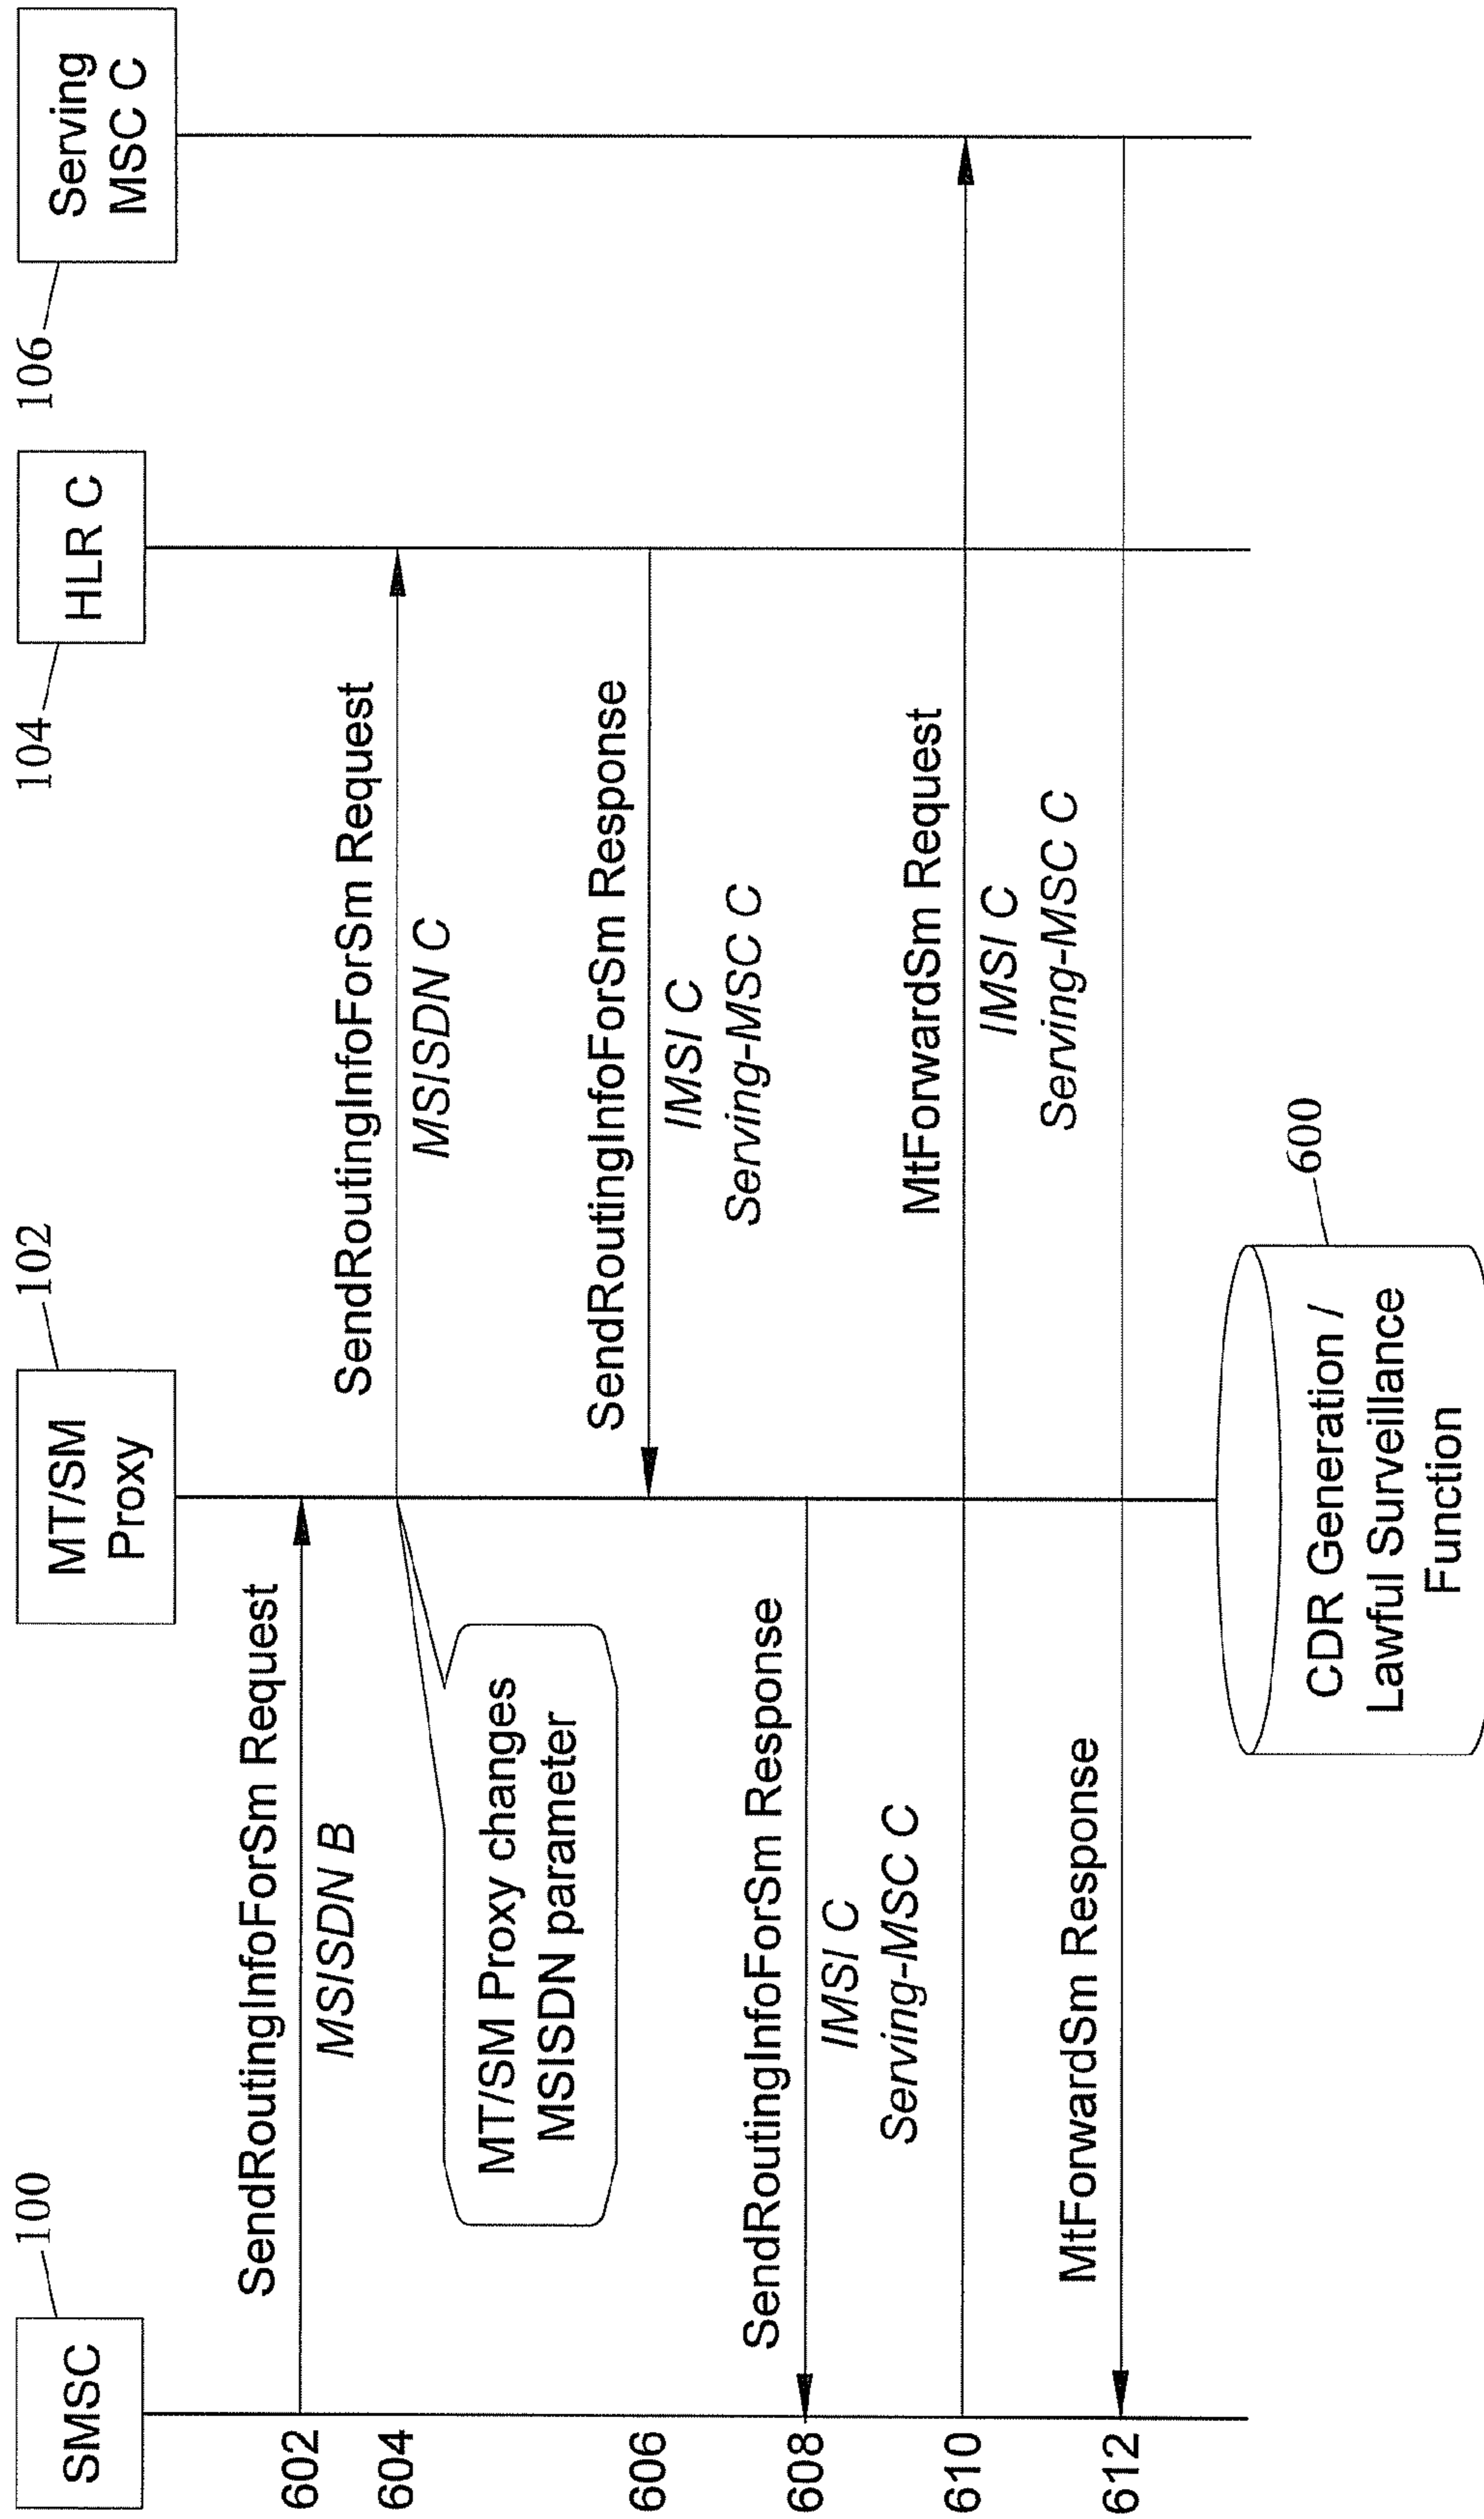 100
102
104
106
SMSC
MT/SM
Proxy
HLR C
Serving
MSC C
602
SendRoutingInfoForSm Request
MSISDN B
604
SendRoutingInfoForSm Request
MSISDN C
MT/SM Proxy changes
MSISDN parameter
606
SendRoutingInfoForSm Response
IMSI C
Serving-MSC C
608
SendRoutingInfoForSm Response
IMSI C
Serving-MSC C
610
MtForwardSm Request
IMSI C
Serving-MSC C
612
MtForwardSm Response
600
CDR Generation /
Lawful Surveillance
Function